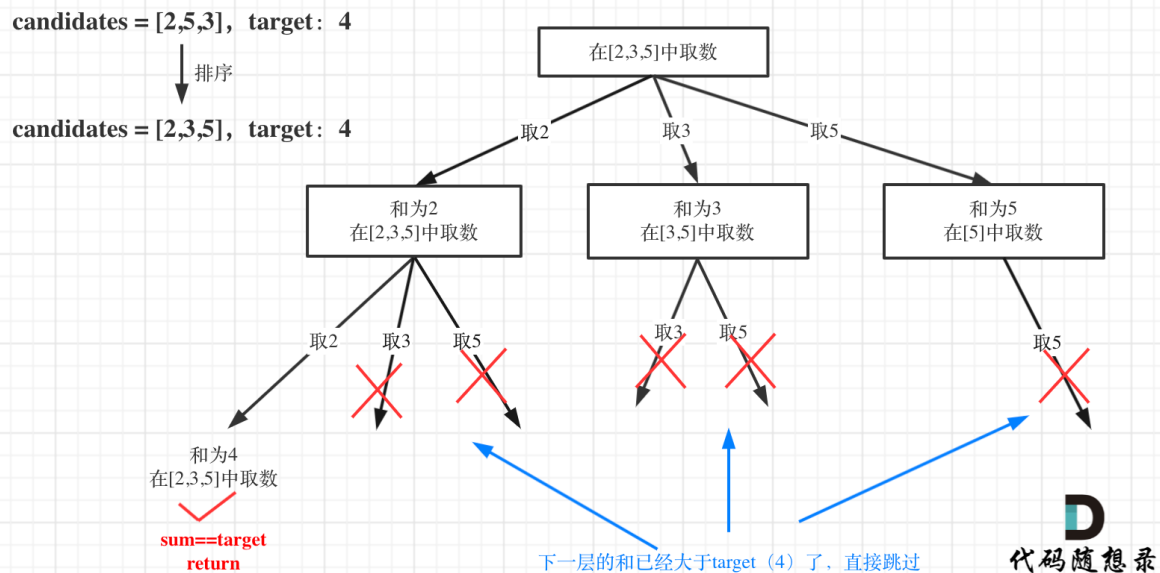 candidates = [2,5,3]，target：4
排序
candidates = [2,3,5]，target：4
在[2,3,5]中取数
取2
取3
取5
和为2
在[2,3,5]中取数
和为3
在[3,5]中取数
和为5
在[5]中取数
取2
取3
取5
取3
取5
取5
和为4
在[2,3,5]中取数
sum==target
return
下一层的和已经大于target（4）了，直接跳过
代码随想录